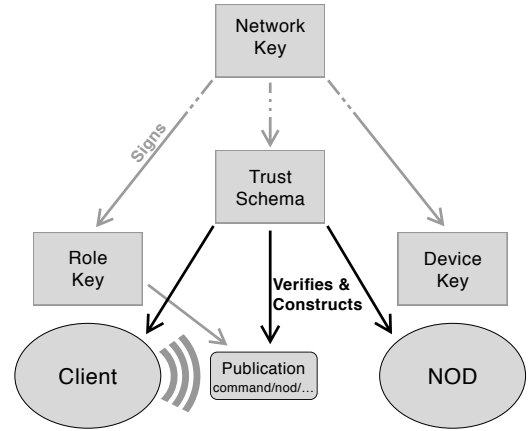 Network
Key
Signs
Trust
Schema
Role
Key
Verifies &
Constructs
Device
Key
Client
Publication
command/nod/...
NOD